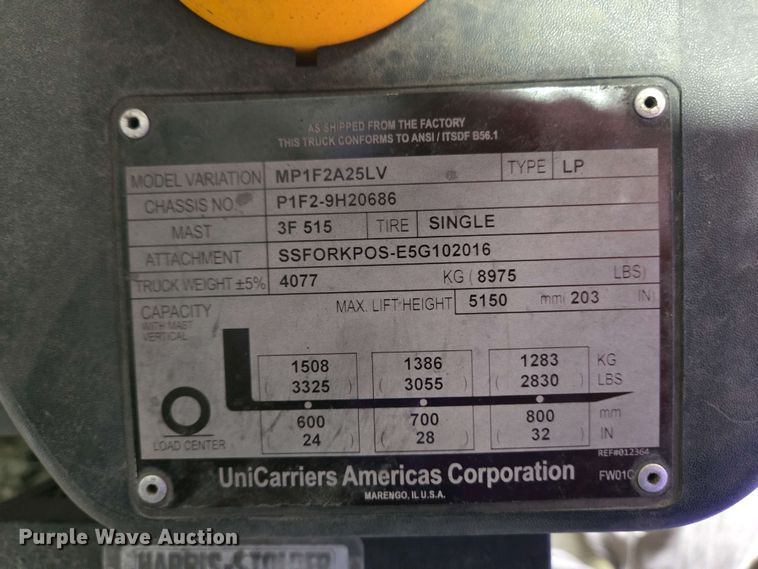 AS SHIPPED FROM THE FACTORY
THIS TRUCK CONFORMS TO ANSI / ITSDF B56.1
MODEL VARIATION MP1F2A25LV TYPE LP
CHASSIS NO. P1F2-9H20686
MAST 3F 515 TIRE SINGLE
ATTACHMENT SSFORKPOS-E5G102016
TRUCK WEIGHT ±5% 4077 KG ( 8975 LBS)
MAX. LIFT HEIGHT 5150 mm ( 203 IN)
CAPACITY
WITH MAST
VERTICAL
1508 1386 1283 KG
( 3325 ) ( 3055 ) ( 2830 ) LBS
600 700 800 mm
( 24 ) ( 28 ) ( 32 ) IN
LOAD CENTER
REF#012364
UniCarriers Americas Corporation
FW01C
MARENGO, IL U.S.A.
Purple Wave Auction
HARRIS-STOLPER